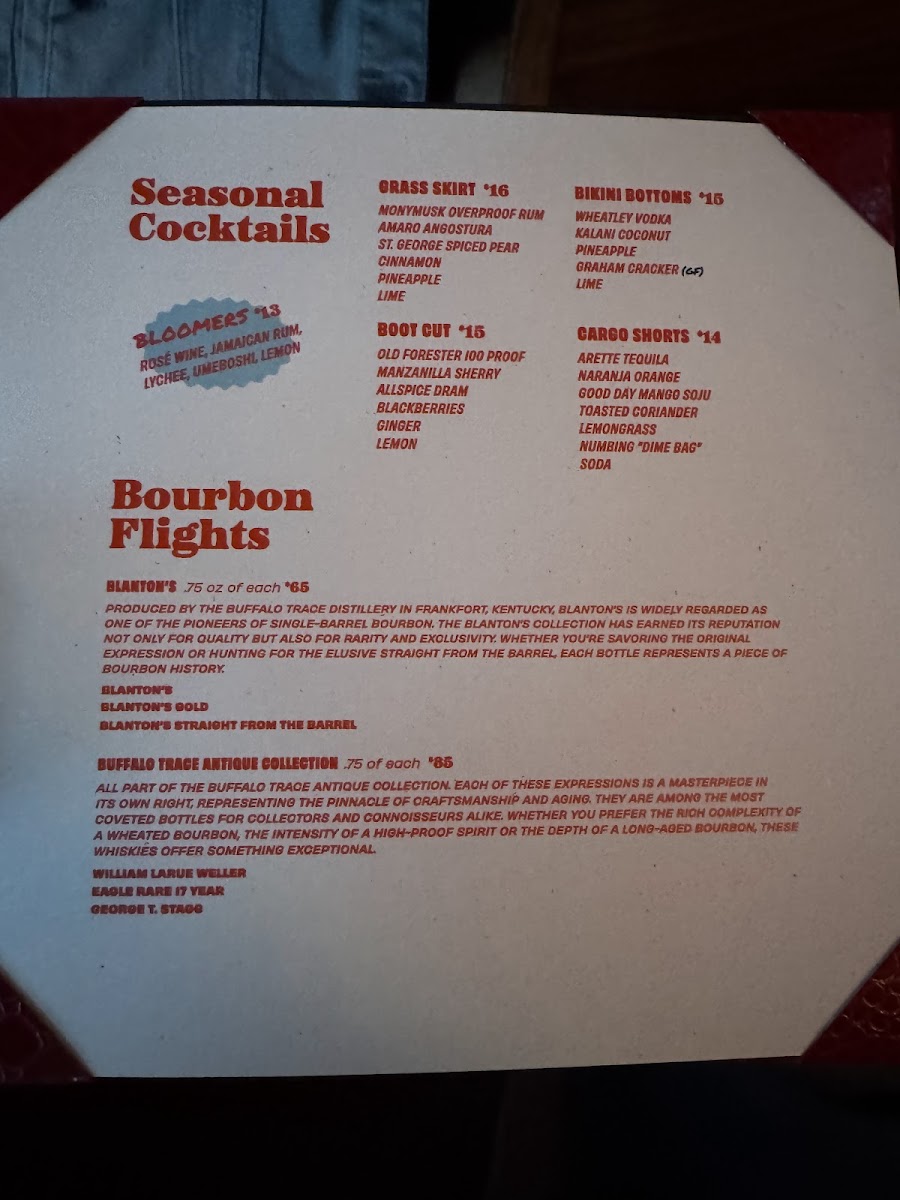 Seasonal
Cocktails
BLOOMERS $13
ROSÉ WINE, JAMAICAN RUM,
LYCHEE, UMEBOSHI, LEMON
GRASS SKIRT $16
MONYMUSK OVERPROOF RUM
AMARO ANGOSTURA
ST. GEORGE SPICED PEAR
CINNAMON
PINEAPPLE
LIME
BIKINI BOTTOMS $15
WHEATLEY VODKA
KALANI COCONUT
PINEAPPLE
GRAHAM CRACKER (GF)
LIME
BOOT CUT $15
OLD FORESTER 100 PROOF
MANZANILLA SHERRY
ALLSPICE DRAM
BLACKBERRIES
GINGER
LEMON
CARGO SHORTS $14
ARETTE TEQUILA
NARANJA ORANGE
GOOD DAY MANGO SOJU
TOASTED CORIANDER
LEMONGRASS
NUMBING "DIME BAG"
SODA
Bourbon
Flights
BLANTON'S .75 oz of each $65
PRODUCED BY THE BUFFALO TRACE DISTILLERY IN FRANKFORT, KENTUCKY, BLANTON'S IS WIDELY REGARDED AS
ONE OF THE PIONEERS OF SINGLE-BARREL BOURBON. THE BLANTON'S COLLECTION HAS EARNED ITS REPUTATION
NOT ONLY FOR QUALITY BUT ALSO FOR RARITY AND EXCLUSIVITY. WHETHER YOU'RE SAVORING THE ORIGINAL
EXPRESSION OR HUNTING FOR THE ELUSIVE STRAIGHT FROM THE BARREL, EACH BOTTLE REPRESENTS A PIECE OF
BOURBON HISTORY.
BLANTON'S
BLANTON'S GOLD
BLANTON'S STRAIGHT FROM THE BARREL
BUFFALO TRACE ANTIQUE COLLECTION .75 of each $85
ALL PART OF THE BUFFALO TRACE ANTIQUE COLLECTION. EACH OF THESE EXPRESSIONS IS A MASTERPIECE IN
ITS OWN RIGHT, REPRESENTING THE PINNACLE OF CRAFTSMANSHIP AND AGING. THEY ARE AMONG THE MOST
COVETED BOTTLES FOR COLLECTORS AND CONNOISSEURS ALIKE. WHETHER YOU PREFER THE RICH COMPLEXITY OF
A WHEATED BOURBON, THE INTENSITY OF A HIGH-PROOF SPIRIT OR THE DEPTH OF A LONG-AGED BOURBON, THESE
WHISKIES OFFER SOMETHING EXCEPTIONAL.
WILLIAM LARUE WELLER
EAGLE RARE 17 YEAR
GEORGE T. STAGG